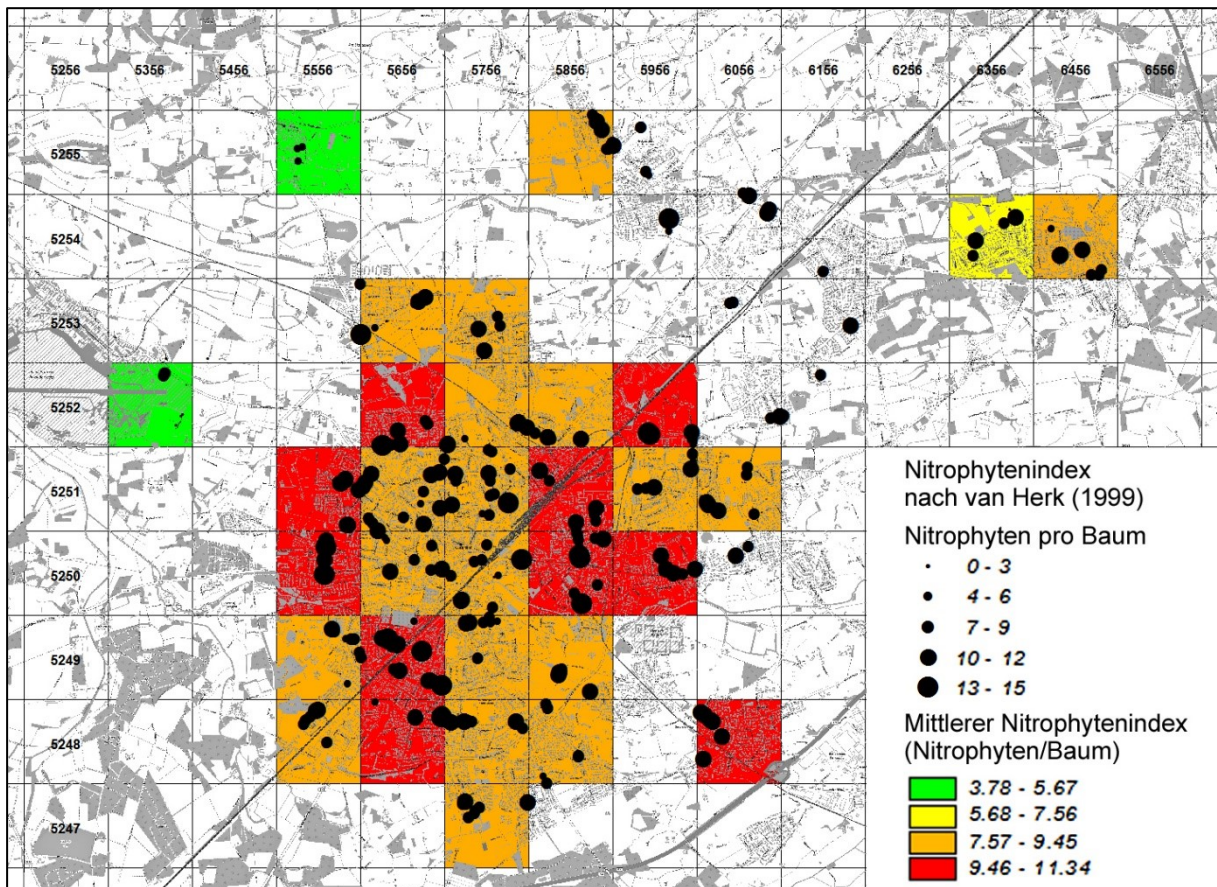 5256
5356
5456
5556
5656
5756
5856
5956
6056
6156
6256
6356
6456
6556
5255
5254
5253
5252
5251
5250
5249
5248
5247
Nitrophytenindex
nach van Herk (1999)
Nitrophyten pro Baum
0 - 3
4 - 6
7 - 9
10 - 12
13 - 15
Mittlerer Nitrophytenindex
(Nitrophyten/Baum)
3.78 - 5.67
5.68 - 7.56
7.57 - 9.45
9.46 - 11.34